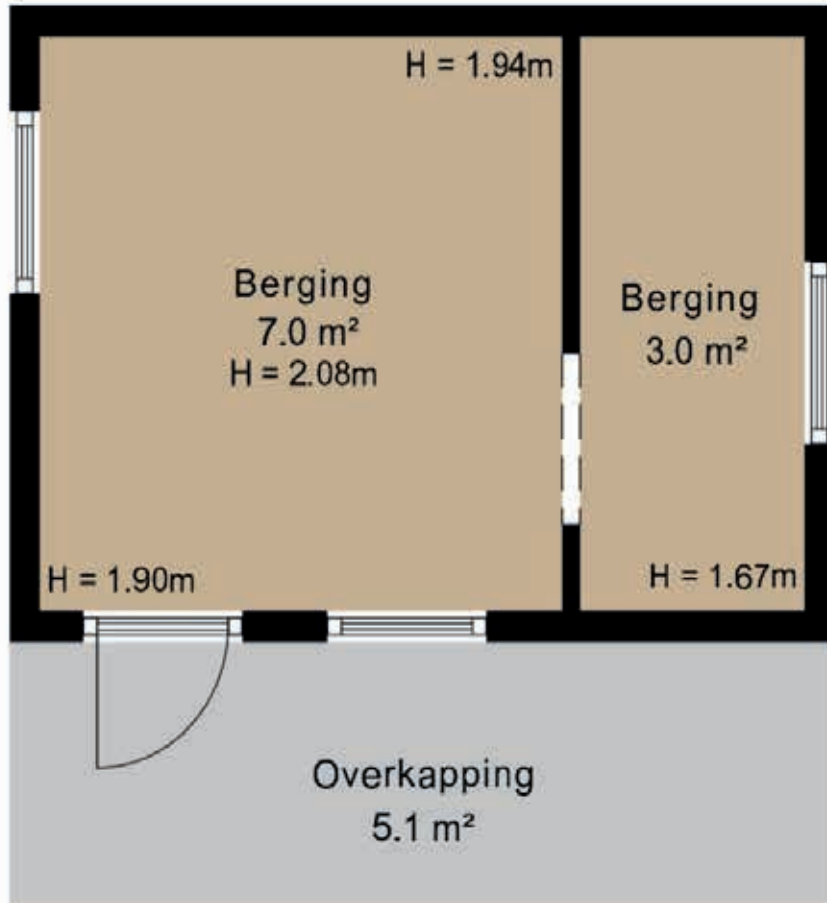 H = 1.94m
Berging
7.0 m²
H = 2.08m
Berging
3.0 m²
H = 1.90m
H = 1.67m
Overkapping
5.1 m²